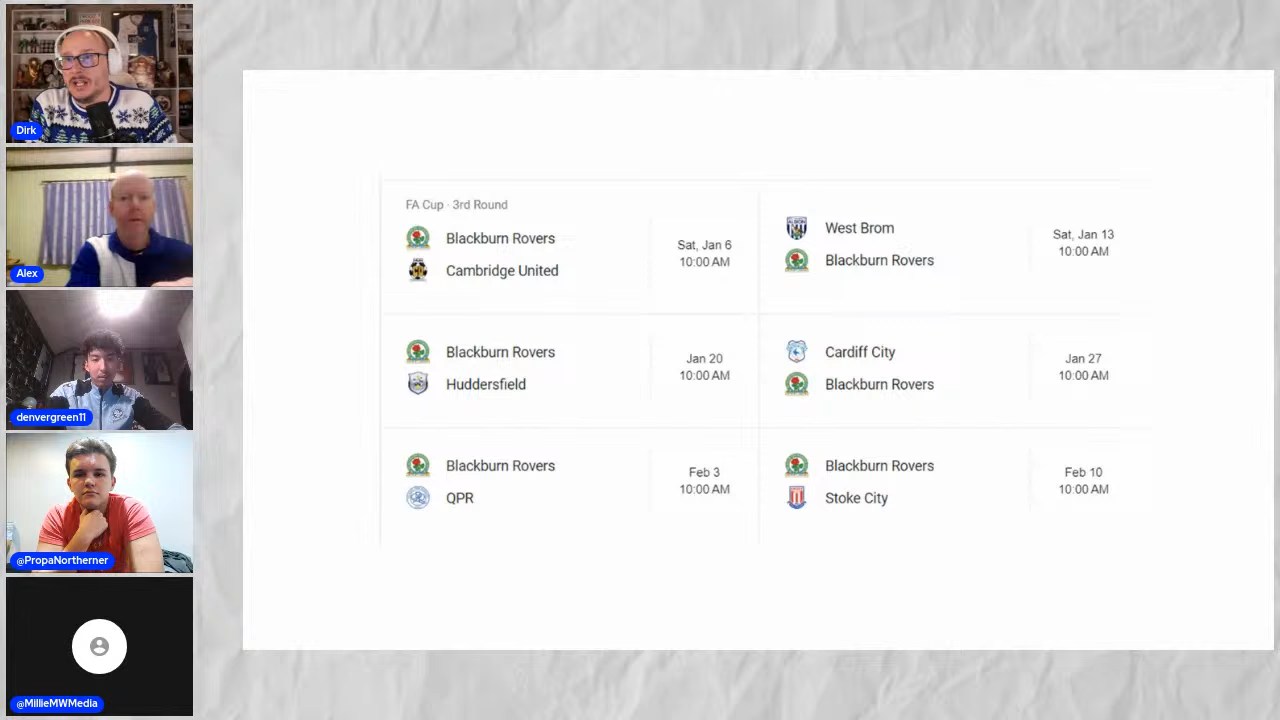 Dirk
Alex
denvergreen11
@PropaNortherner
@MillieMWMedia
FA Cup · 3rd Round
Blackburn Rovers
Cambridge United
Sat, Jan 6
10:00 AM
West Brom
Blackburn Rovers
Sat, Jan 13
10:00 AM
Blackburn Rovers
Huddersfield
Jan 20
10:00 AM
Cardiff City
Blackburn Rovers
Jan 27
10:00 AM
Blackburn Rovers
QPR
Feb 3
10:00 AM
Blackburn Rovers
Stoke City
Feb 10
10:00 AM